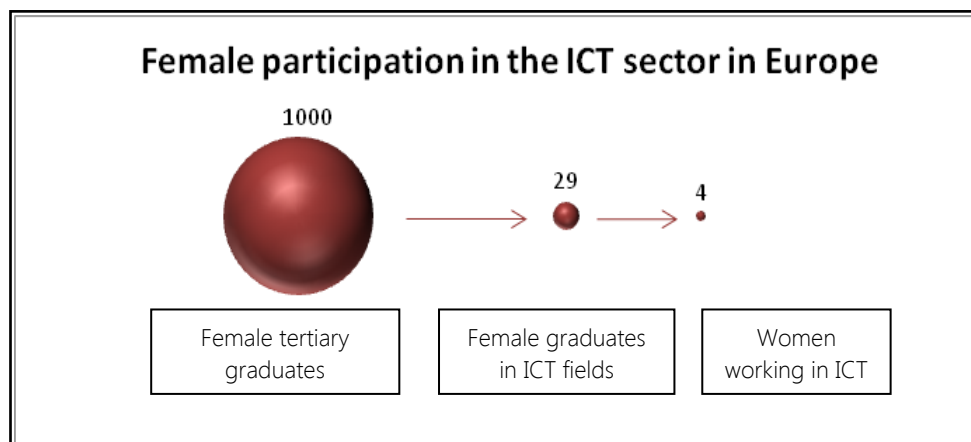 Female participation in the ICT sector in Europe
1000
29
4
Female tertiary
graduates
Female graduates
in ICT fields
Women
working in ICT